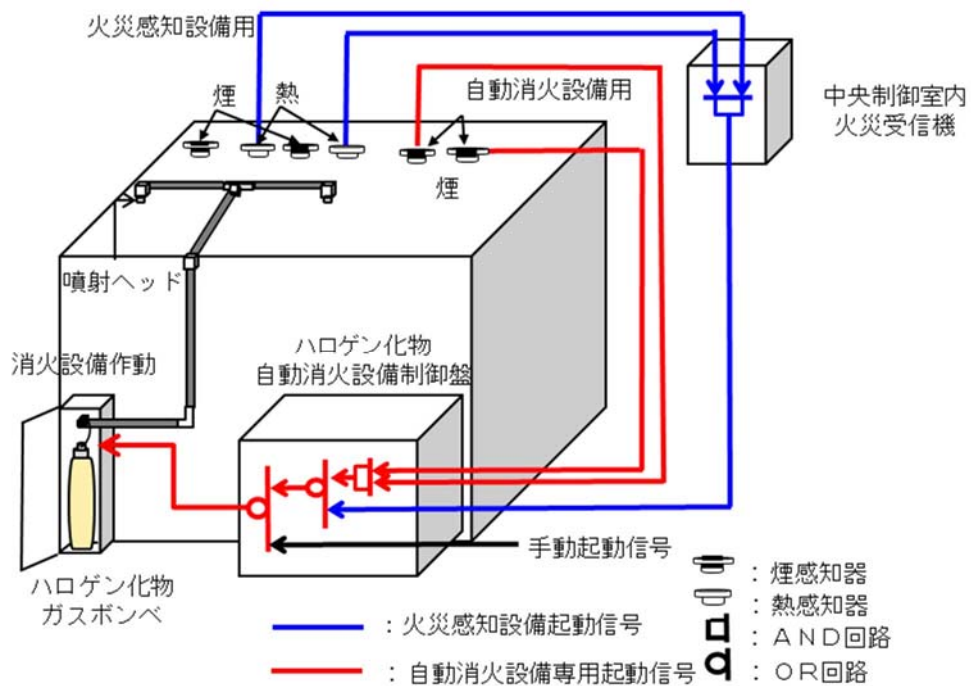 火災感知設備用
煙
熱
自動消火設備用
中央制御室内
火災受信機
煙
噴射ヘッド
消火設備作動
ハロゲン化物
自動消火設備制御盤
手動起動信号
ハロゲン化物
ガスボンベ
：煙感知器
：熱感知器
：ＡＮＤ回路
：ＯＲ回路
：火災感知設備起動信号
：自動消火設備専用起動信号